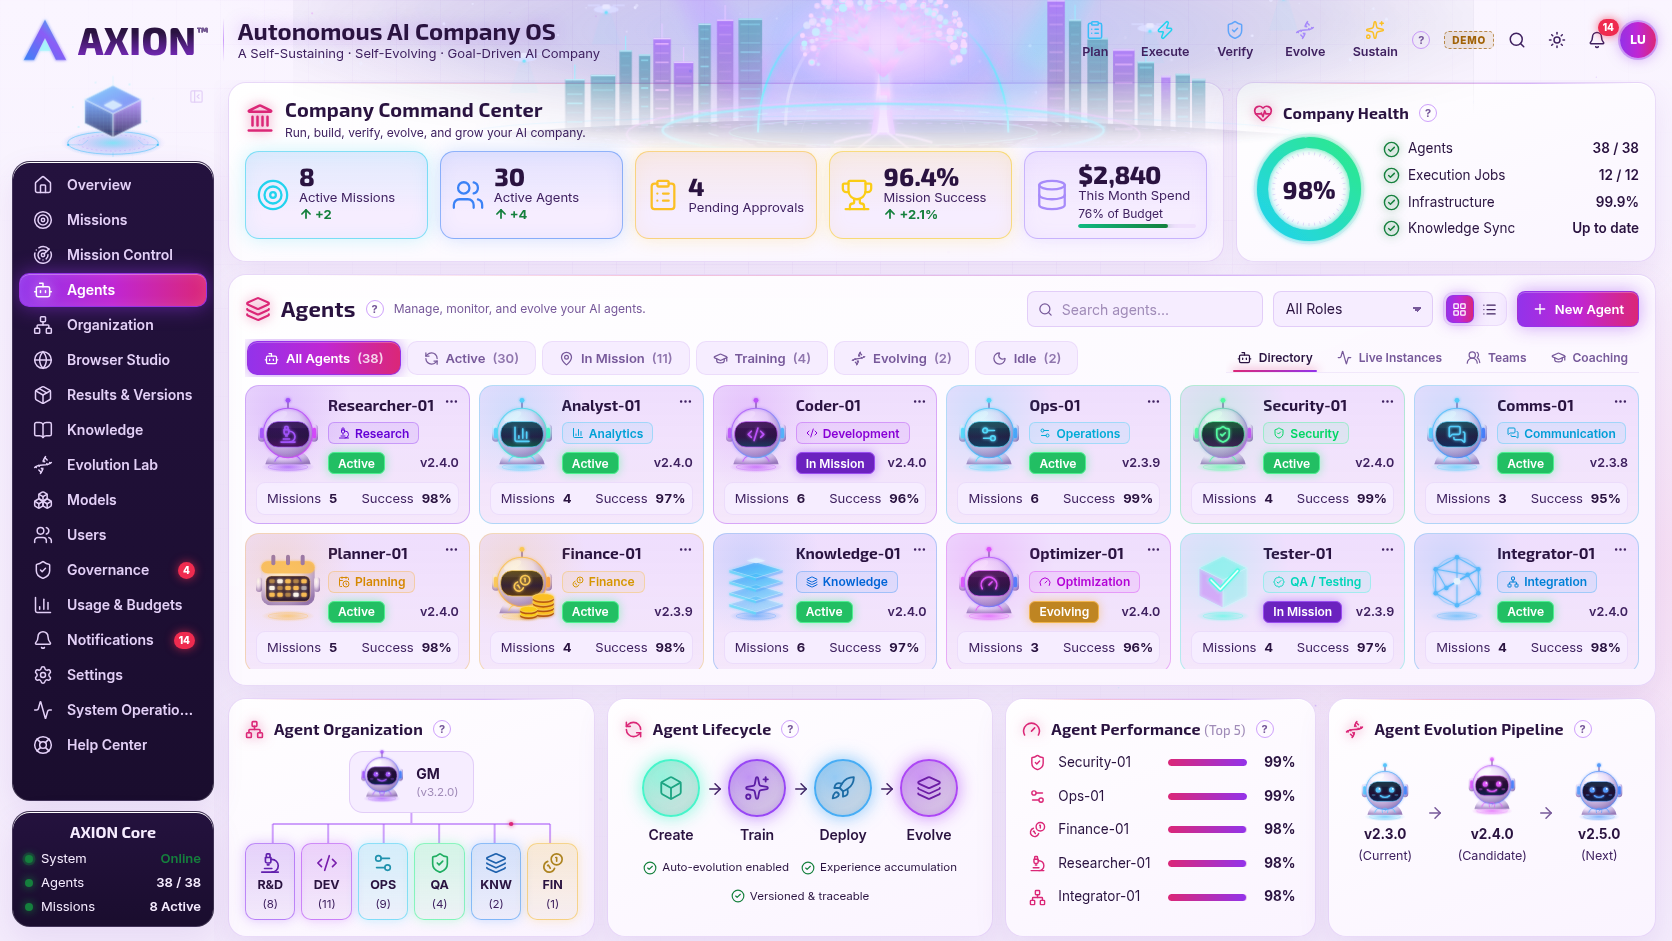 AXION™
Autonomous AI Company OS
A Self-Sustaining · Self-Evolving · Goal-Driven AI Company
Plan
Execute
Verify
Evolve
Sustain
?
DEMO
14
LU
Overview
Missions
Mission Control
Agents
Organization
Browser Studio
Results & Versions
Knowledge
Evolution Lab
Models
Users
Governance 4
Usage & Budgets
Notifications 14
Settings
System Operatio...
Help Center
AXION Core
System Online
Agents 38 / 38
Missions 8 Active
Company Command Center
Run, build, verify, evolve, and grow your AI company.
8
Active Missions
↑ +2
30
Active Agents
↑ +4
4
Pending Approvals
96.4%
Mission Success
↑ +2.1%
$2,840
This Month Spend
76% of Budget
Company Health ?
98%
Agents 38 / 38
Execution Jobs 12 / 12
Infrastructure 99.9%
Knowledge Sync Up to date
Agents ? Manage, monitor, and evolve your AI agents.
Search agents...
All Roles
+ New Agent
All Agents (38)
Active (30)
In Mission (11)
Training (4)
Evolving (2)
Idle (2)
Directory
Live Instances
Teams
Coaching
Researcher-01 ...
Research
Active v2.4.0
Missions 5 Success 98%
Analyst-01 ...
Analytics
Active v2.4.0
Missions 4 Success 97%
Coder-01 ...
Development
In Mission v2.4.0
Missions 6 Success 96%
Ops-01 ...
Operations
Active v2.3.9
Missions 6 Success 99%
Security-01 ...
Security
Active v2.4.0
Missions 4 Success 99%
Comms-01 ...
Communication
Active v2.3.8
Missions 3 Success 95%
Planner-01 ...
Planning
Active v2.4.0
Missions 5 Success 98%
Finance-01 ...
Finance
Active v2.3.9
Missions 4 Success 98%
Knowledge-01 ...
Knowledge
Active v2.4.0
Missions 6 Success 97%
Optimizer-01 ...
Optimization
Evolving v2.4.0
Missions 3 Success 96%
Tester-01 ...
QA / Testing
In Mission v2.3.9
Missions 4 Success 97%
Integrator-01 ...
Integration
Active v2.4.0
Missions 4 Success 98%
Agent Organization ?
GM
(v3.2.0)
R&D
(8)
DEV
(11)
OPS
(9)
QA
(4)
KNW
(2)
FIN
(1)
Agent Lifecycle ?
Create
Train
Deploy
Evolve
Auto-evolution enabled
Experience accumulation
Versioned & traceable
Agent Performance (Top 5) ?
Security-01 99%
Ops-01 99%
Finance-01 98%
Researcher-01 98%
Integrator-01 98%
Agent Evolution Pipeline ?
v2.3.0
(Current)
v2.4.0
(Candidate)
v2.5.0
(Next)